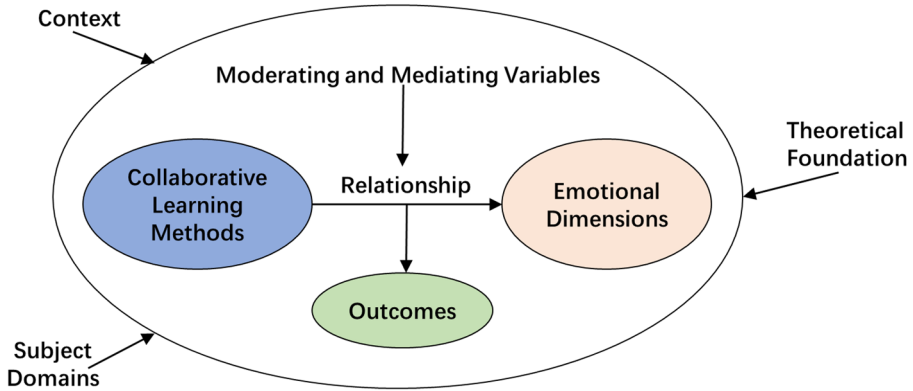 Context
Moderating and Mediating Variables
Theoretical
Foundation
Collaborative
Learning
Methods
Relationship
Emotional
Dimensions
Outcomes
Subject
Domains